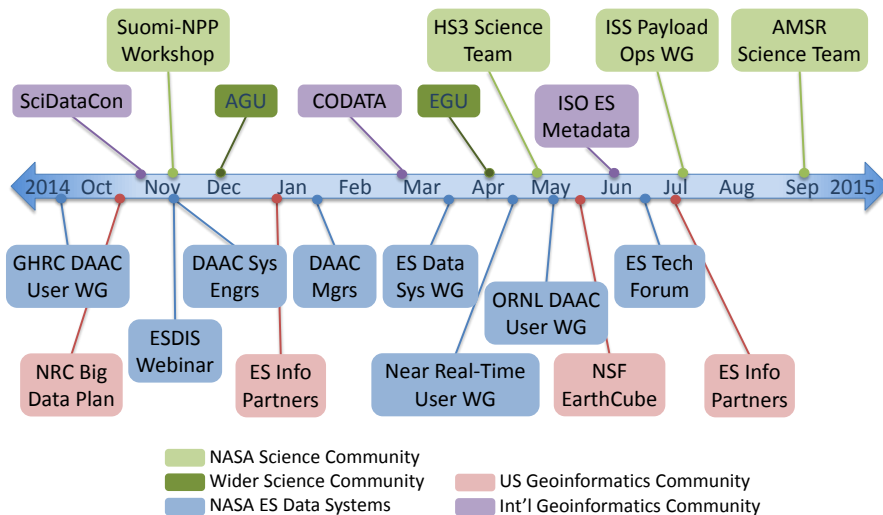 Suomi-NPP
Workshop
HS3 Science
Team
ISS Payload
Ops WG
AMSR
Science Team
SciDataCon
AGU
CODATA
EGU
ISO ES
Metadata
2014 Oct Nov Dec Jan Feb Mar Apr May Jun Jul Aug Sep 2015
GHRC DAAC
User WG
DAAC Sys
Engrs
DAAC
Mgrs
ES Data
Sys WG
ORNL DAAC
User WG
ES Tech
Forum
ESDIS
Webinar
NRC Big
Data Plan
ES Info
Partners
Near Real-Time
User WG
NSF
EarthCube
ES Info
Partners
NASA Science Community
Wider Science Community
NASA ES Data Systems
US Geoinformatics Community
Int'l Geoinformatics Community